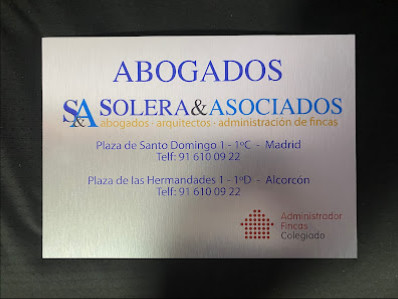 ABOGADOS
S&A SOLERA&ASOCIADOS
abogados - arquitectos - administración de fincas
Plaza de Santo Domingo 1 - 1ºC - Madrid
Telf: 91 610 09 22
Plaza de las Hermandades 1 - 1ºD - Alcorcón
Telf: 91 610 09 22
Administrador
Fincas
Colegiado